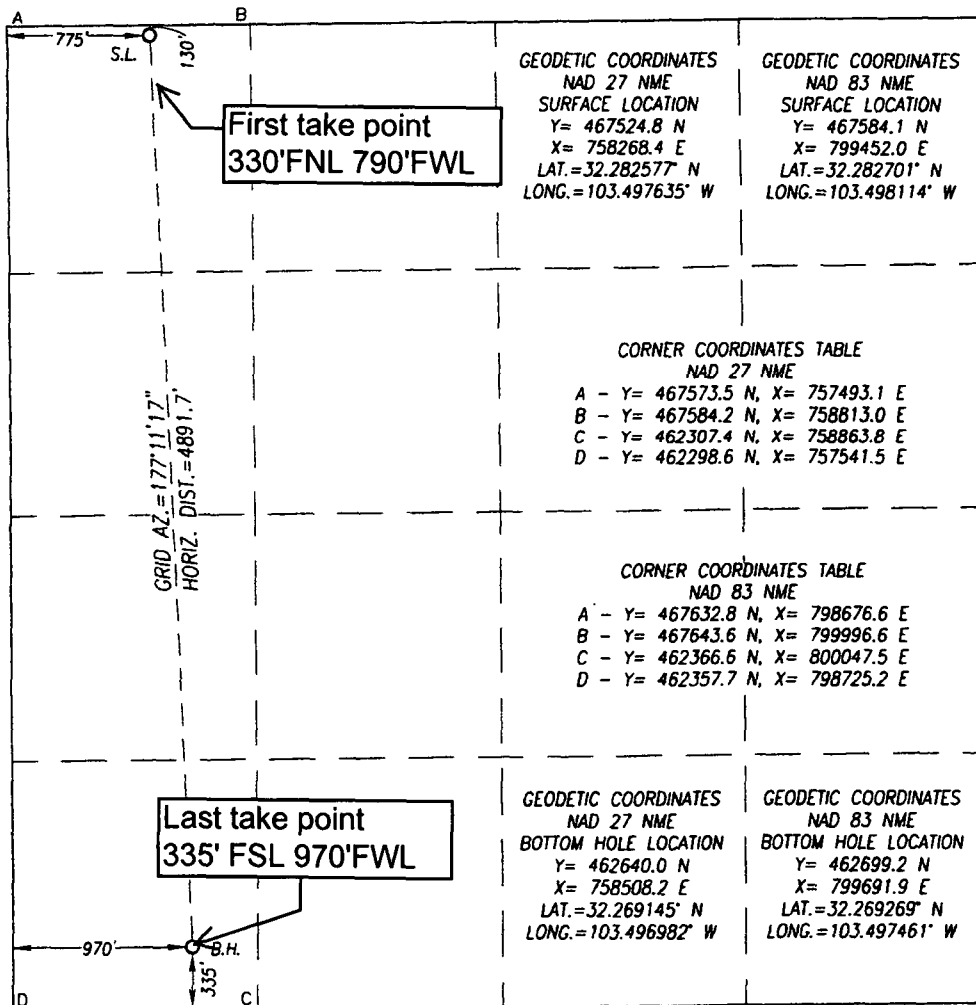 A
B
775'
S.L.
130'
GEODETIC COORDINATES
NAD 27 NME
SURFACE LOCATION
Y= 467524.8 N
X= 758268.4 E
LAT.=32.282577° N
LONG.=103.497635° W
GEODETIC COORDINATES
NAD 83 NME
SURFACE LOCATION
Y= 467584.1 N
X= 799452.0 E
LAT.=32.282701° N
LONG.=103.498114° W
First take point
330'FNL 790'FWL
CORNER COORDINATES TABLE
NAD 27 NME
A - Y= 467573.5 N, X= 757493.1 E
B - Y= 467584.2 N, X= 758813.0 E
C - Y= 462307.4 N, X= 758863.8 E
D - Y= 462298.6 N, X= 757541.5 E
GRID AZ.=177°11'17"
HORIZ. DIST.=4891.7'
CORNER COORDINATES TABLE
NAD 83 NME
A - Y= 467632.8 N, X= 798676.6 E
B - Y= 467643.6 N, X= 799996.6 E
C - Y= 462366.6 N, X= 800047.5 E
D - Y= 462357.7 N, X= 798725.2 E
Last take point
335' FSL 970'FWL
GEODETIC COORDINATES
NAD 27 NME
BOTTOM HOLE LOCATION
Y= 462640.0 N
X= 758508.2 E
LAT.=32.269145° N
LONG.=103.496982° W
GEODETIC COORDINATES
NAD 83 NME
BOTTOM HOLE LOCATION
Y= 462699.2 N
X= 799691.9 E
LAT.=32.269269° N
LONG.=103.497461° W
970'
B.H.
335'
D
C